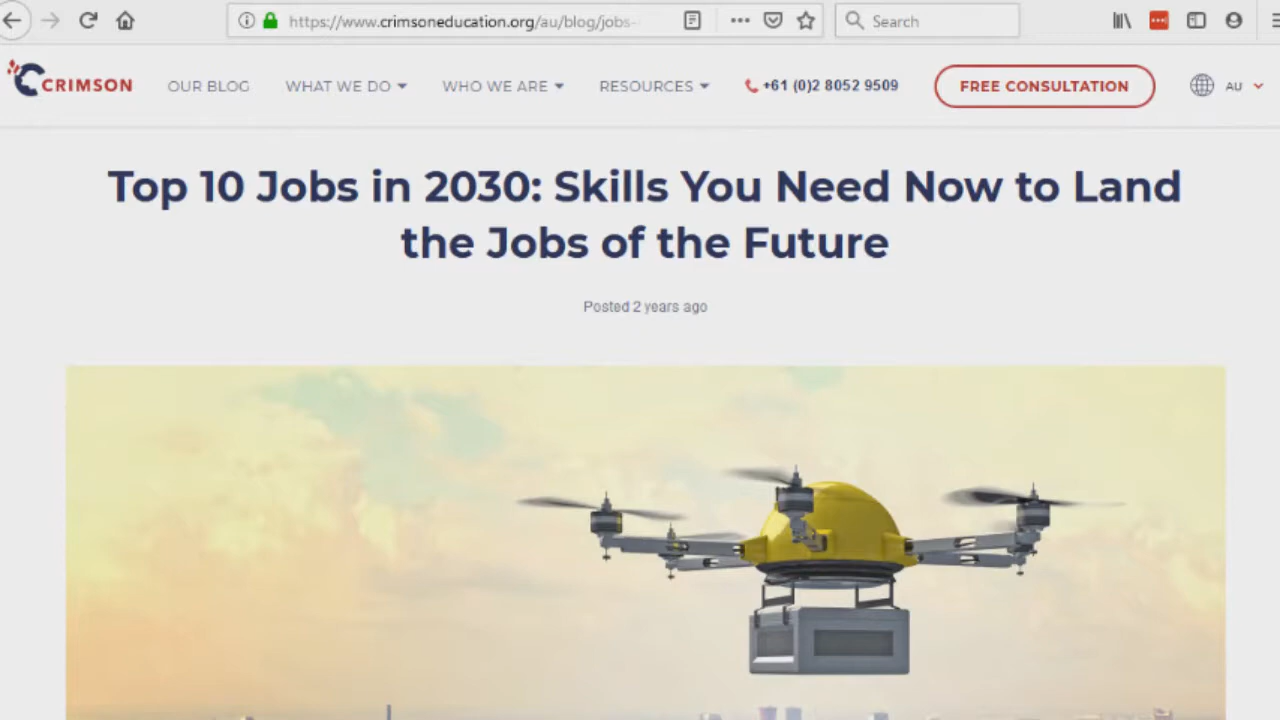 https://www.crimsoneducation.org/au/blog/jobs-
Search
CRIMSON
OUR BLOG
WHAT WE DO
WHO WE ARE
RESOURCES
+61 (0)2 8052 9509
FREE CONSULTATION
AU
Top 10 Jobs in 2030: Skills You Need Now to Land
the Jobs of the Future
Posted 2 years ago